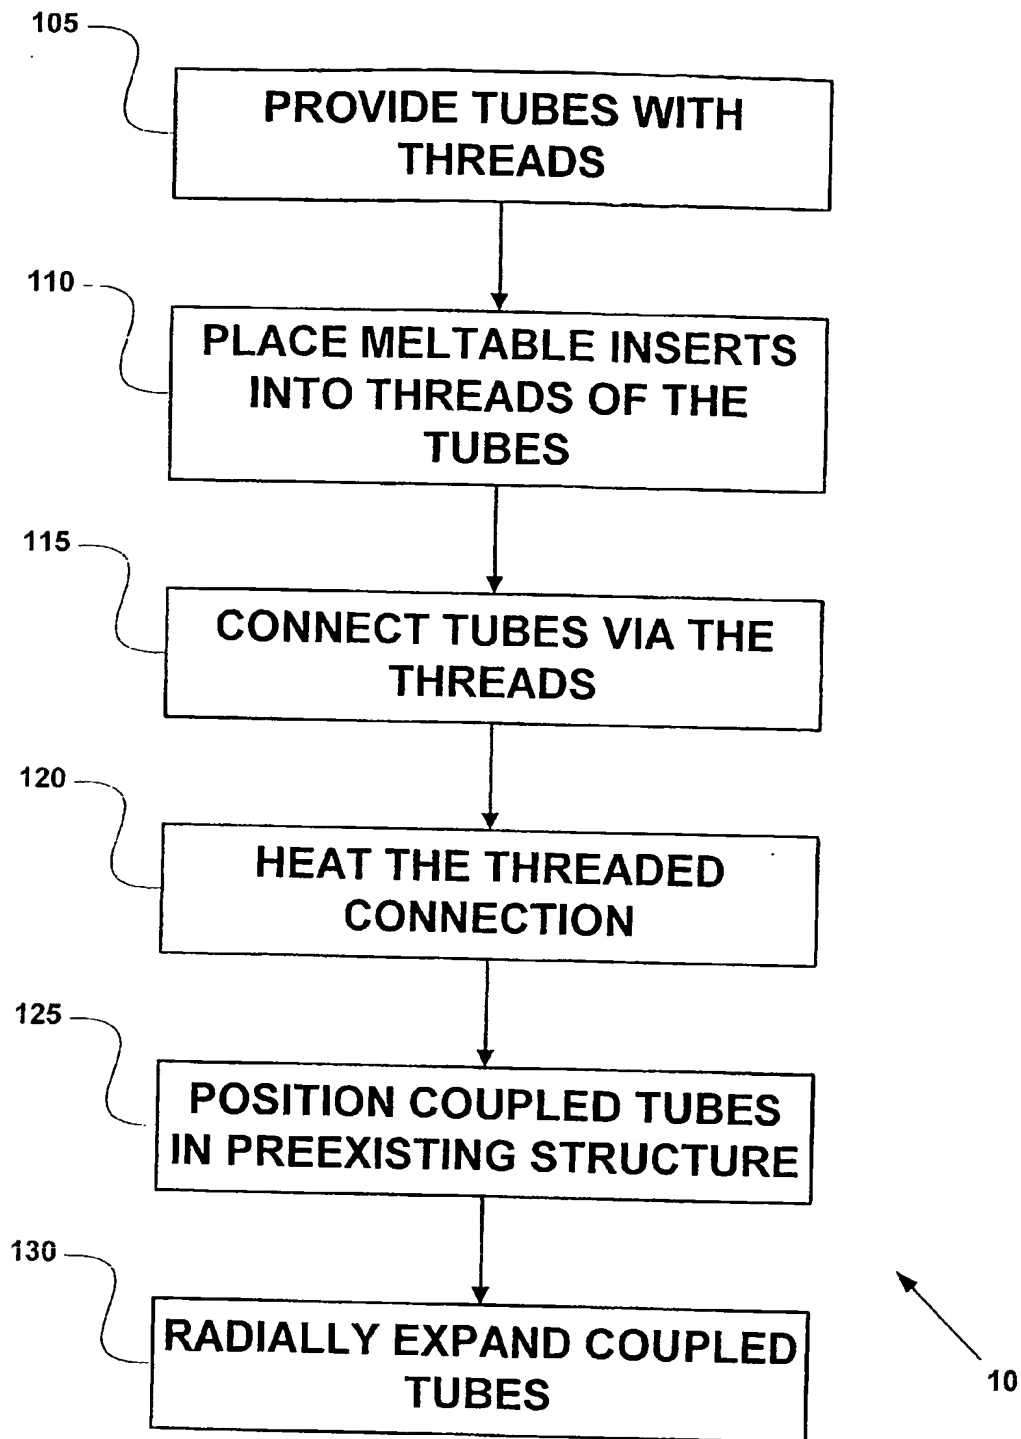 105
PROVIDE TUBES WITH
THREADS
110
PLACE MELTABLE INSERTS
INTO THREADS OF THE
TUBES
115
CONNECT TUBES VIA THE
THREADS
120
HEAT THE THREADED
CONNECTION
125
POSITION COUPLED TUBES
IN PREEXISTING STRUCTURE
130
RADIALLY EXPAND COUPLED
TUBES
10